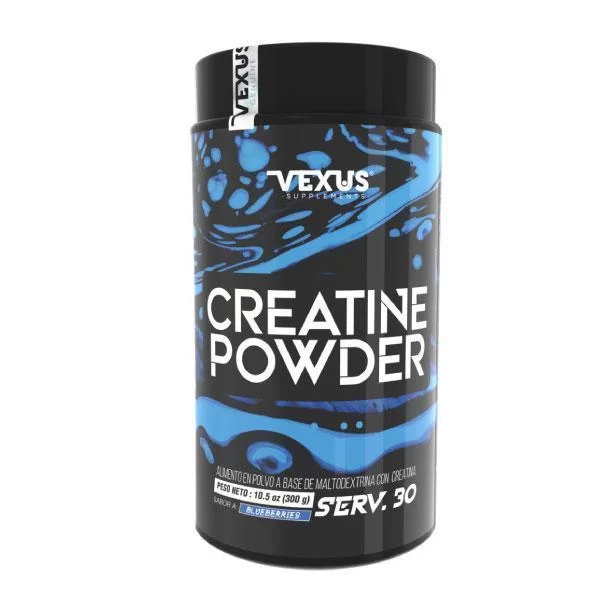 VEXUS
GENUINE
VEXUS®
SUPPLEMENTS
CREATINE
POWDER
ALIMENTO EN POLVO A BASE DE MALTODEXTRINA CON CREATINA
PESO NETO : 10.5 oz (300 g)
SABOR A: BLUEBERRIES
SERV. 30